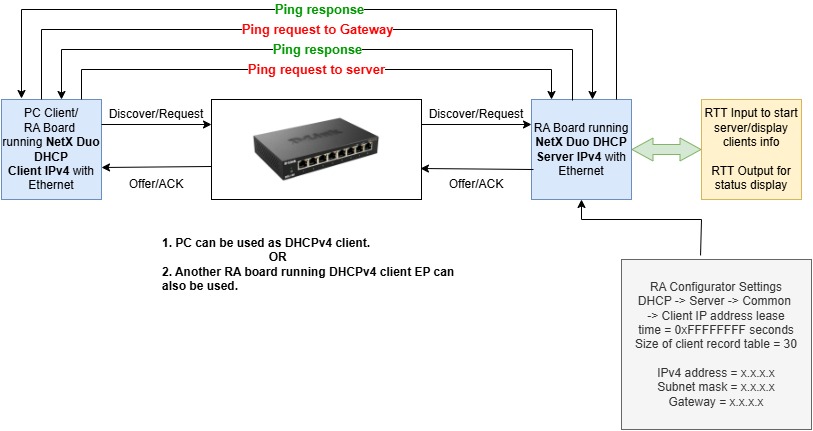 Ping response
Ping request to Gateway
Ping response
Ping request to server
PC Client/
RA Board
running NetX Duo
DHCP
Client IPv4 with
Ethernet
Discover/Request
Offer/ACK
D-Link
Discover/Request
Offer/ACK
RA Board running
NetX Duo DHCP
Server IPv4 with
Ethernet
RTT Input to start
server/display
clients info
RTT Output for
status display
1. PC can be used as DHCPv4 client.
OR
2. Another RA board running DHCPv4 client EP can
also be used.
RA Configurator Settings
DHCP -> Server -> Common
-> Client IP address lease
time = 0xFFFFFFFF seconds
Size of client record table = 30
IPv4 address = x.x.x.x
Subnet mask = x.x.x.x
Gateway = x.x.x.x